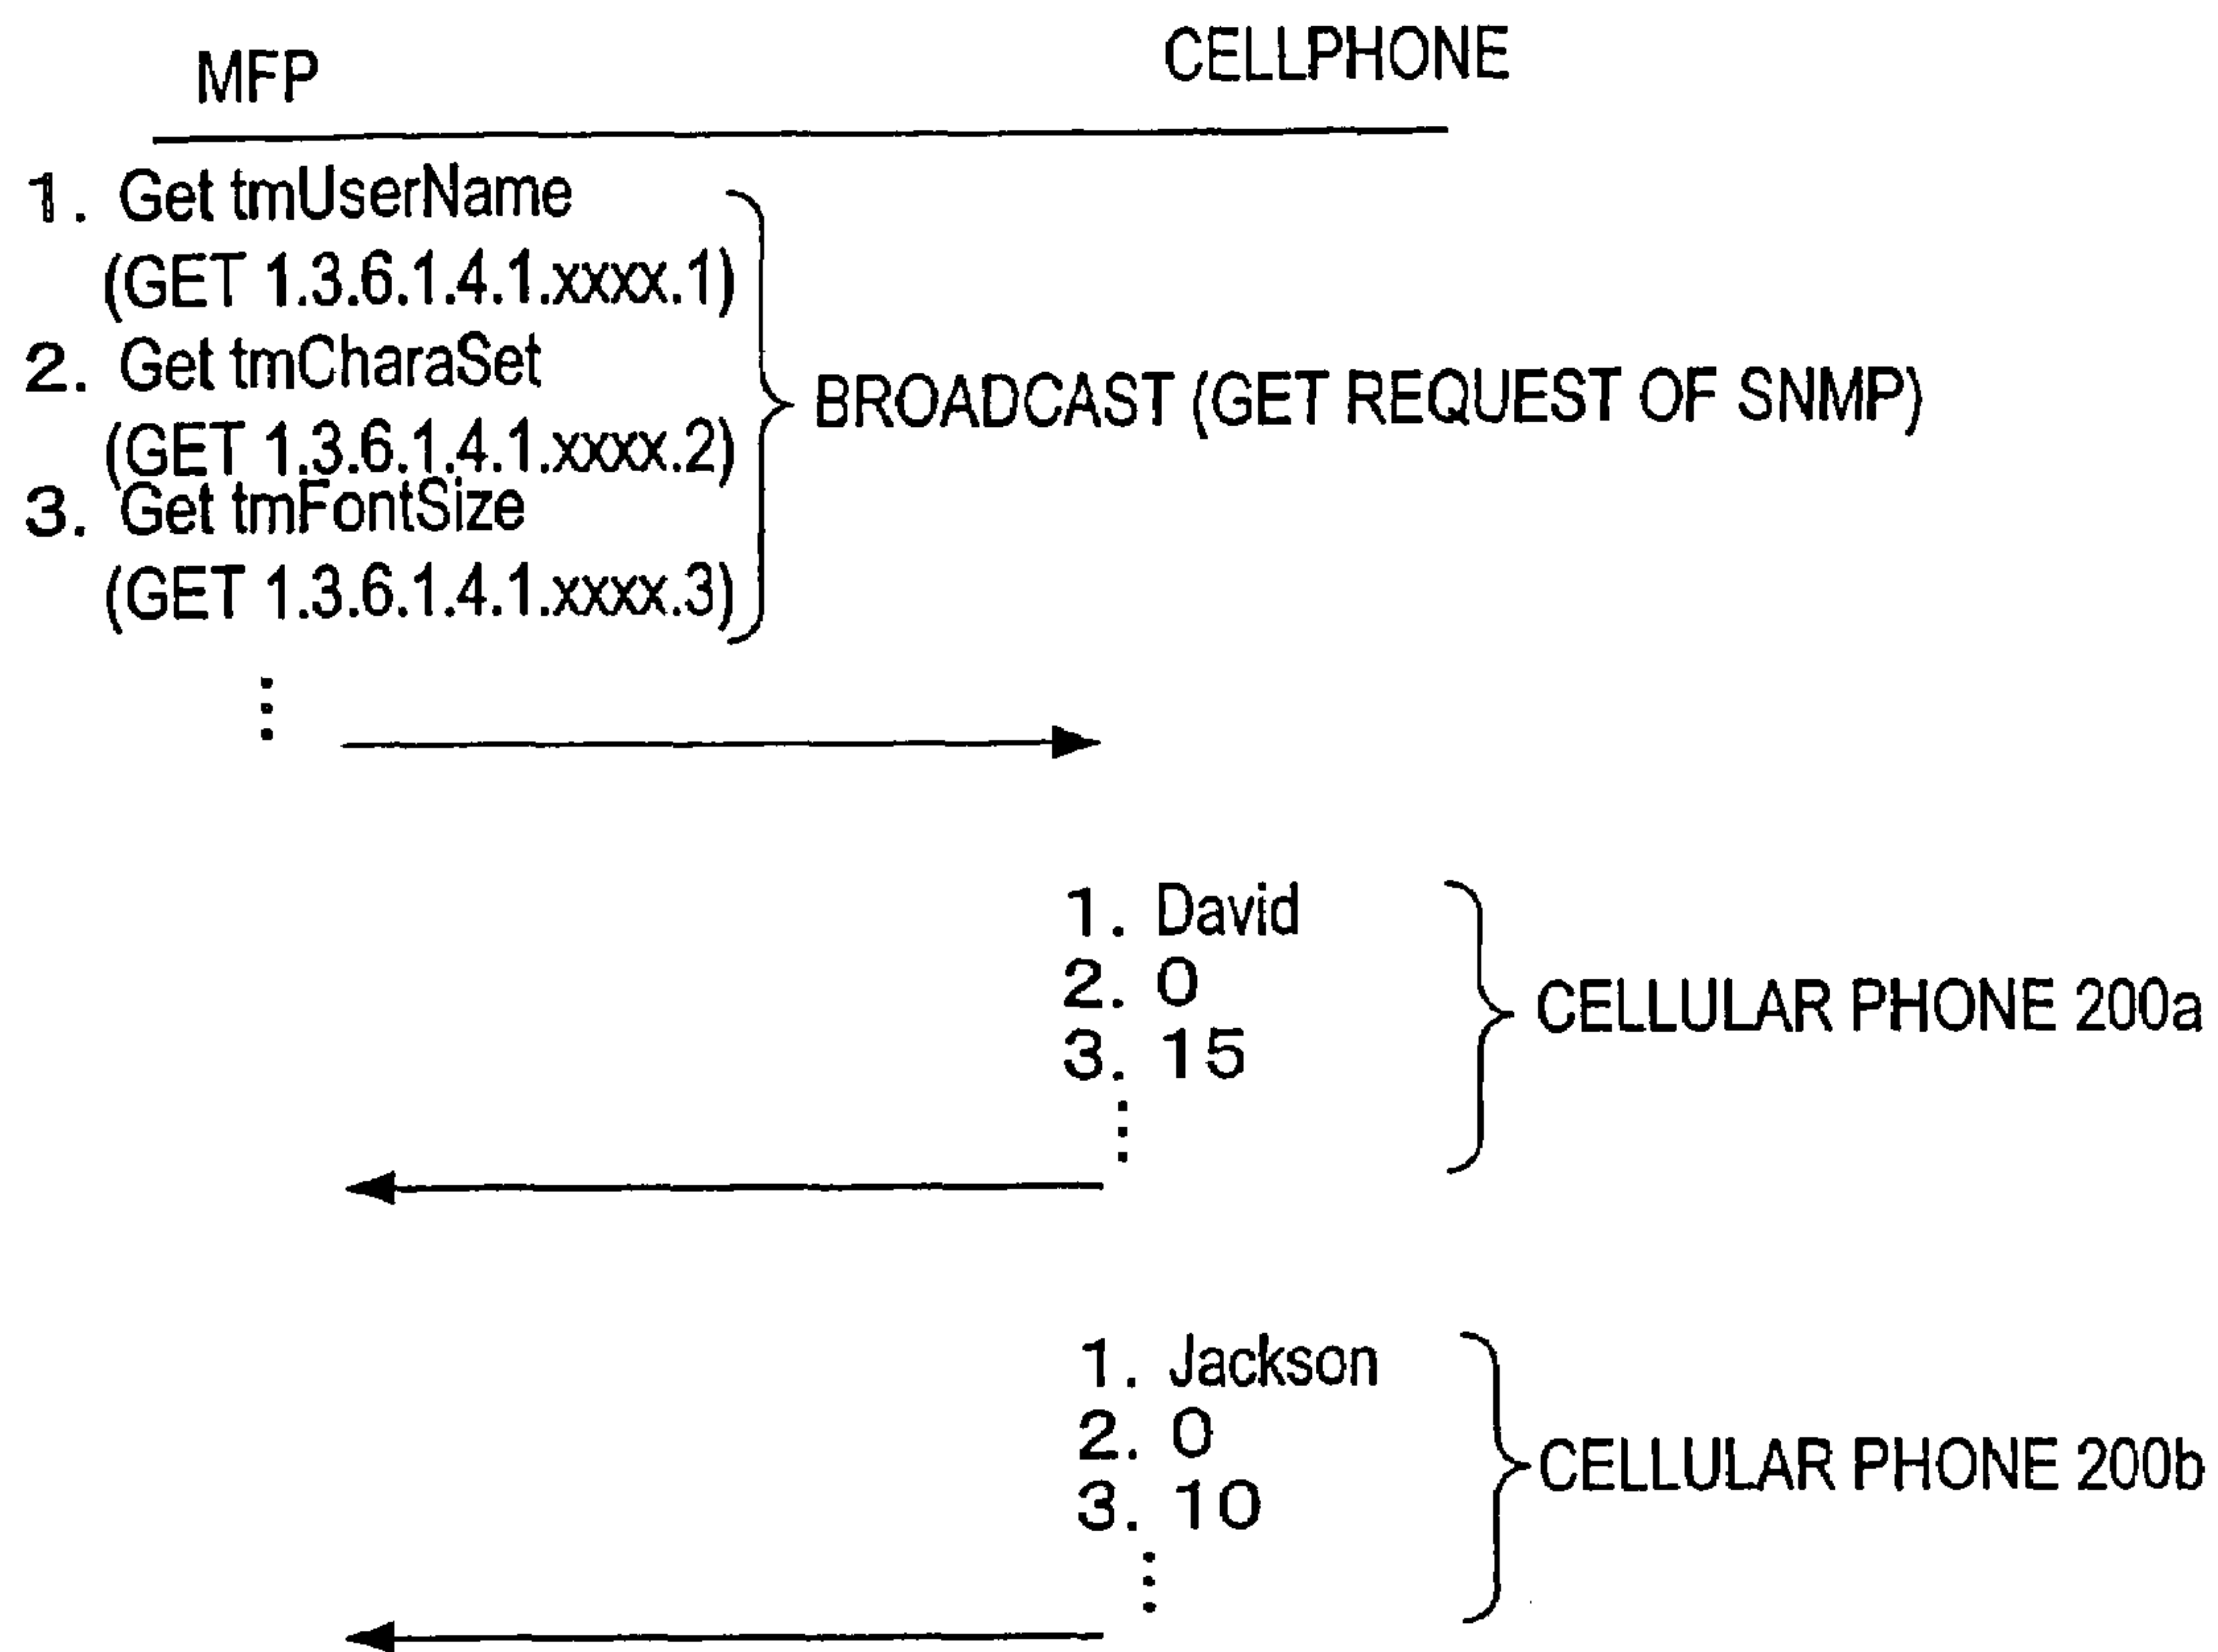 MFP
CELLPHONE
1. Get tmUserName
(GET 1.3.6.1.4.1.xxxx.1)
2. Get tmCharaSet
(GET 1.3.6.1.4.1.xxxx.2)
3. Get tmFontSize
(GET 1.3.6.1.4.1.xxxx.3)
BROADCAST (GET REQUEST OF SNMP)
1. David
2. 0
3. 15
CELLULAR PHONE 200a
1. Jackson
2. 0
3. 10
CELLULAR PHONE 200b